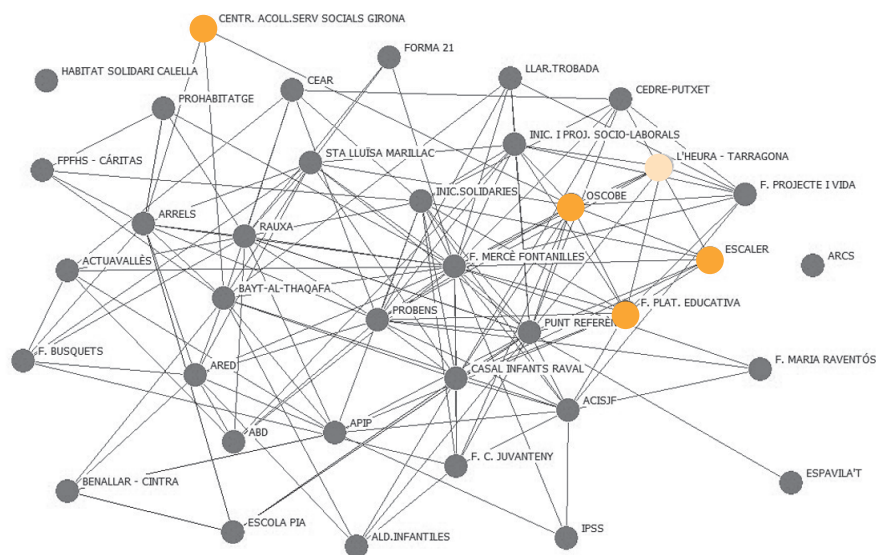 CENTR. ACOLL.SERV SOCIALS GIRONA
FORMA 21
HABITAT SOLIDARI CALELLA
CEAR
LLAR.TROBADA
CEDRE-PUTXET
PROHABITATGE
INIC. I PROJ. SOCIO-LABORALS
STA LLUÏSA MARILLAC
L'HEURA - TARRAGONA
FPFHS - CÁRITAS
F. PROJECTE I VIDA
INIC.SOLIDARIES
OSCOBE
ARRELS
RAUXA
F. MERCÈ FONTANILLES
ESCALER
ARCS
ACTUAVALLÈS
BAYT-AL-THAQAFA
F. PLAT. EDUCATIVA
PROBENS
PUNT REFERÈN
F. BUSQUETS
F. MARIA RAVENTÓS
ARED
CASAL INFANTS RAVAL
ACISJF
ABD
APIP
F. C. JUVANTENY
BENALLAR - CINTRA
ESPAVILA'T
ESCOLA PIA
ALD.INFANTILES
IPSS